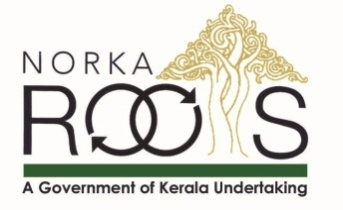 NORKA
ROOTS
A Government of Kerala Undertaking